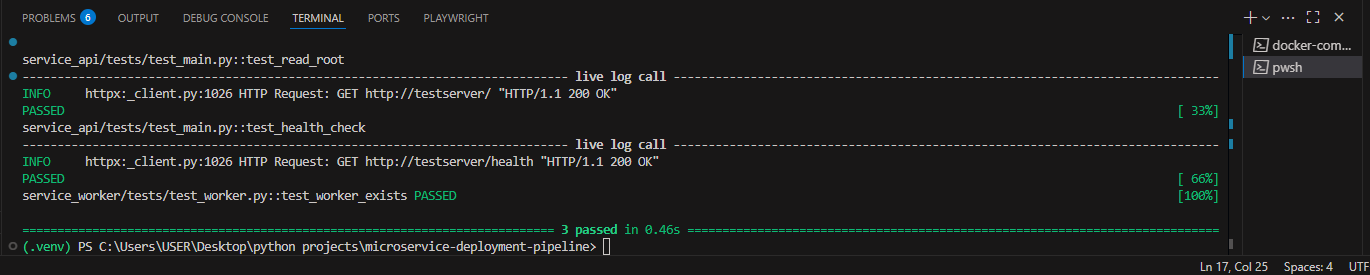 PROBLEMS 6 OUTPUT DEBUG CONSOLE TERMINAL PORTS PLAYWRIGHT
docker-com...
pwsh
service_api/tests/test_main.py::test_read_root
-------------------------------- live log call --------------------------------
INFO     httpx:_client.py:1026 HTTP Request: GET http://testserver/ "HTTP/1.1 200 OK"
PASSED [ 33%]
service_api/tests/test_main.py::test_health_check
-------------------------------- live log call --------------------------------
INFO     httpx:_client.py:1026 HTTP Request: GET http://testserver/health "HTTP/1.1 200 OK"
PASSED [ 66%]
service_worker/tests/test_worker.py::test_worker_exists PASSED [100%]
================================ 3 passed in 0.46s ================================
(.venv) PS C:\Users\USER\Desktop\python projects\microservice-deployment-pipeline>
Ln 17, Col 25 Spaces: 4 UTF